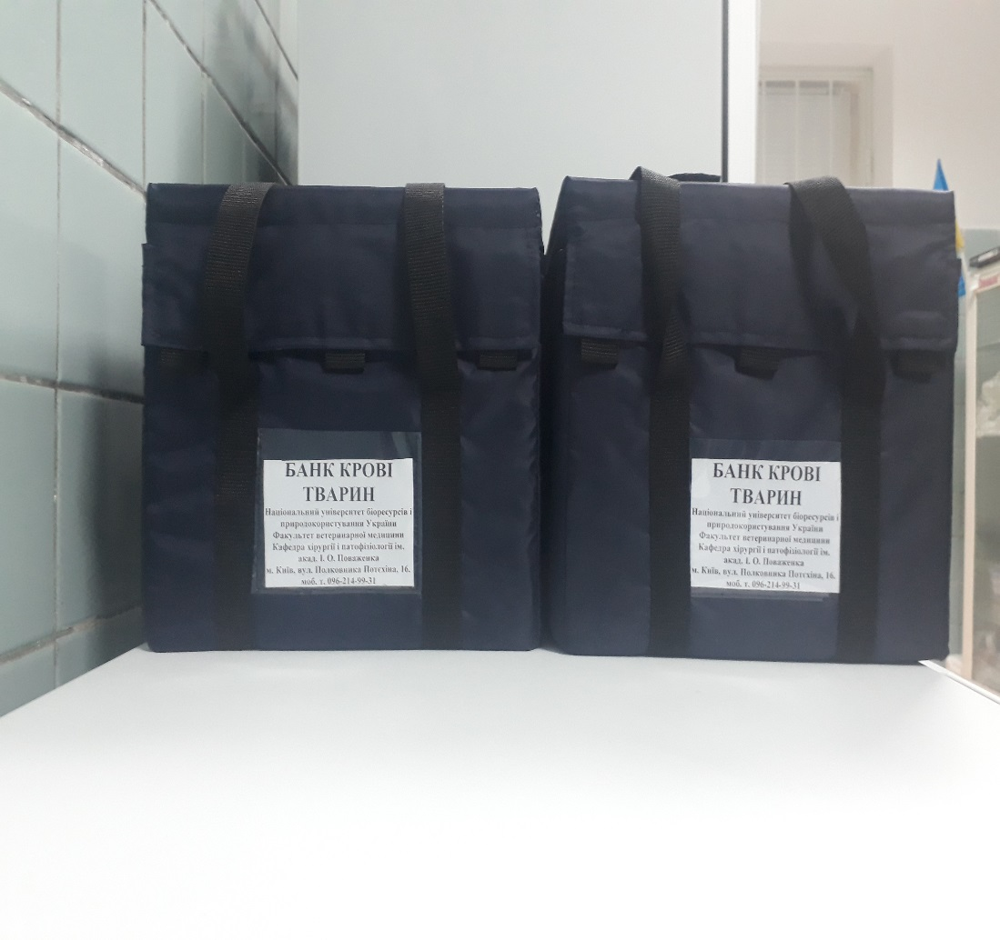 БАНК КРОВІ
ТВАРИН
Національний університет біоресурсів і
природокористування України
Факультет ветеринарної медицини
Кафедра хірургії і патофізіології ім.
акад. І. О. Поваженка
м. Київ, вул. Полковника Потєхіна, 16.
моб. т. 096-214-99-31
БАНК КРОВІ
ТВАРИН
Національний університет біоресурсів і
природокористування України
Факультет ветеринарної медицини
Кафедра хірургії і патофізіології ім.
акад. І. О. Поваженка
м. Київ, вул. Полковника Потєхіна, 16.
моб. т. 096-214-99-31